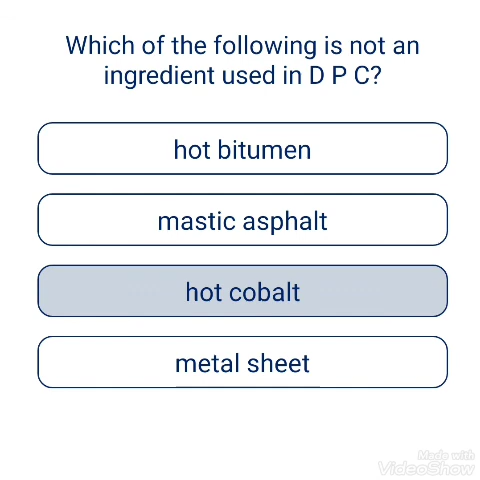 Which of the following is not an
ingredient used in D P C?
hot bitumen
mastic asphalt
hot cobalt
metal sheet
Made with
VideoShow